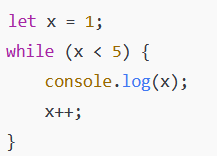 let x = 1;
while (x < 5) {
    console.log(x);
    x++;
}